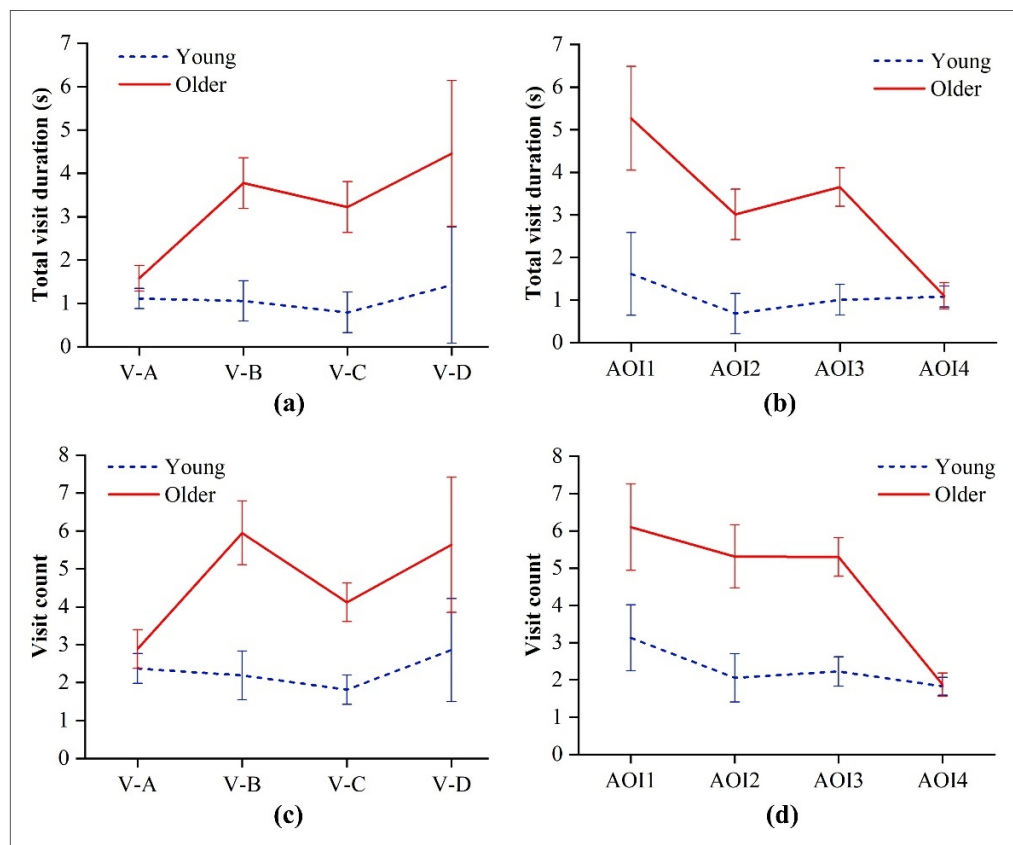 Total visit duration (s)
7
6
5
4
3
2
1
0
Young
Older
V-A V-B V-C V-D
(a)
Total visit duration (s)
7
6
5
4
3
2
1
0
Young
Older
AOI1 AOI2 AOI3 AOI4
(b)
Visit count
8
7
6
5
4
3
2
1
0
Young
Older
V-A V-B V-C V-D
(c)
Visit count
8
7
6
5
4
3
2
1
0
Young
Older
AOI1 AOI2 AOI3 AOI4
(d)